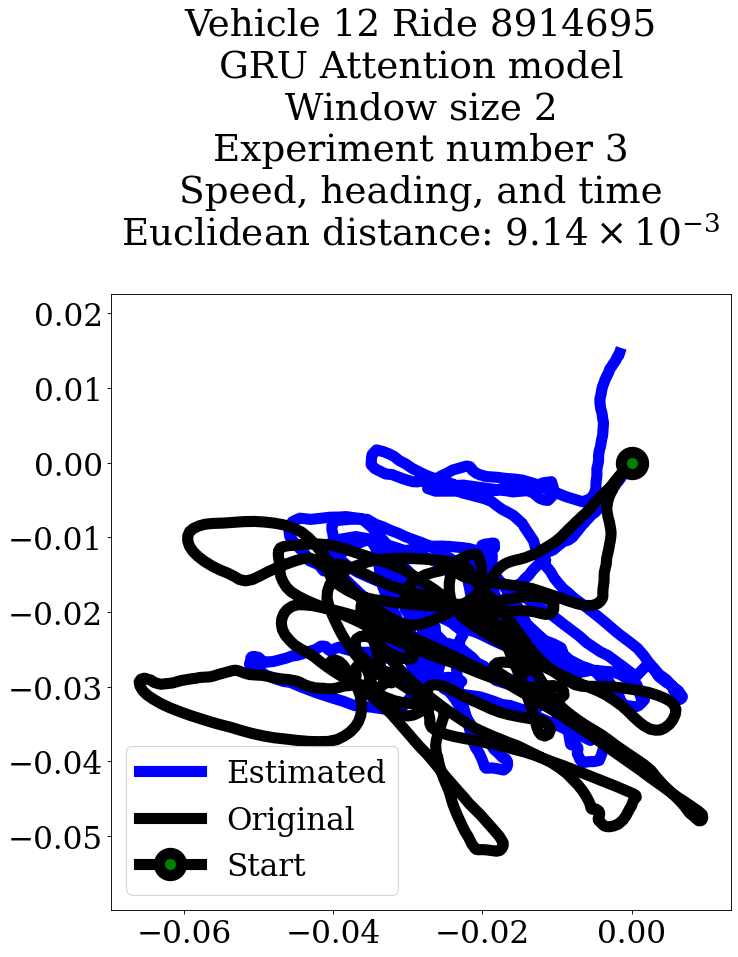 Vehicle 12 Ride 8914695
GRU Attention model
Window size 2
Experiment number 3
Speed, heading, and time
Euclidean distance: 9.14 × 10⁻³
0.02
0.01
0.00
−0.01
−0.02
−0.03
−0.04
−0.05
Estimated
Original
Start
−0.06
−0.04
−0.02
0.00